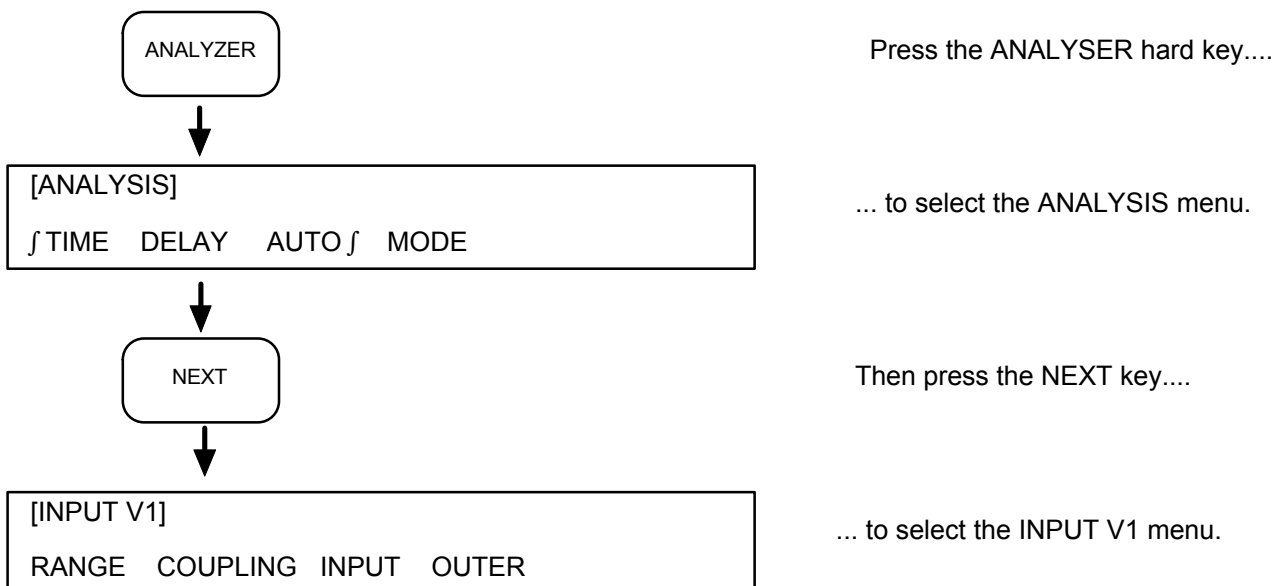 ANALYZER
Press the ANALYSER hard key....
[ANALYSIS]
∫ TIME DELAY AUTO ∫ MODE
... to select the ANALYSIS menu.
NEXT
Then press the NEXT key....
[INPUT V1]
RANGE COUPLING INPUT OUTER
... to select the INPUT V1 menu.